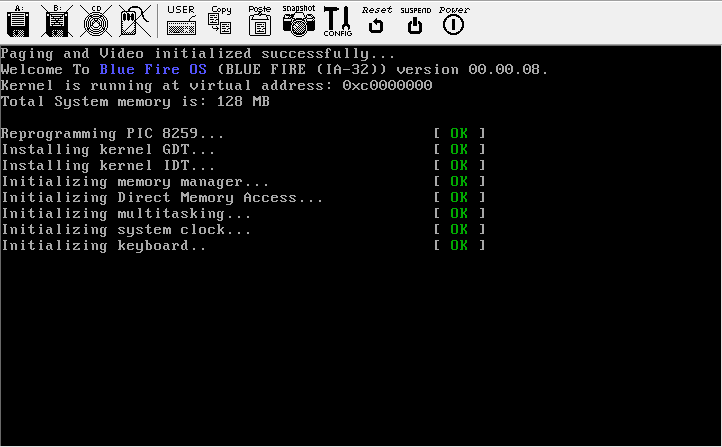 A: B: CD USER Copy Paste snapshot CONFIG Reset SUSPEND Power
Paging and Video initialized successfully...
Welcome To Blue Fire OS (BLUE FIRE (IA-32)) version 00.00.08.
Kernel is running at virtual address: 0xc0000000
Total System memory is: 128 MB
Reprogramming PIC 8259... [ OK ]
Installing kernel GDT... [ OK ]
Installing kernel IDT... [ OK ]
Initializing memory manager... [ OK ]
Initializing Direct Memory Access... [ OK ]
Initializing multitasking... [ OK ]
Initializing system clock... [ OK ]
Initializing keyboard.. [ OK ]